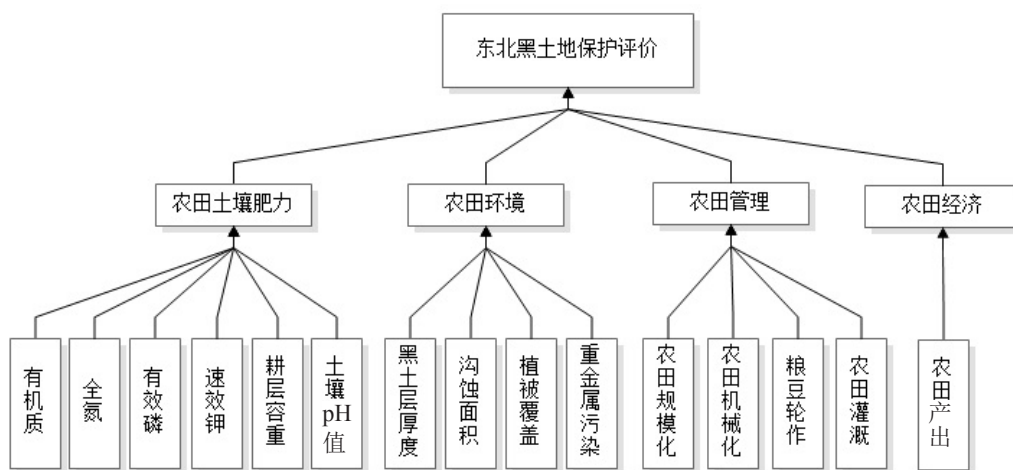 东北黑土地保护评价
农田土壤肥力
农田环境
农田管理
农田经济
有机质
全氮
有效磷
速效钾
耕层容重
土壤pH值
黑土层厚度
沟蚀面积
植被覆盖
重金属污染
农田规模化
农田机械化
粮豆轮作
农田灌溉
农田产出